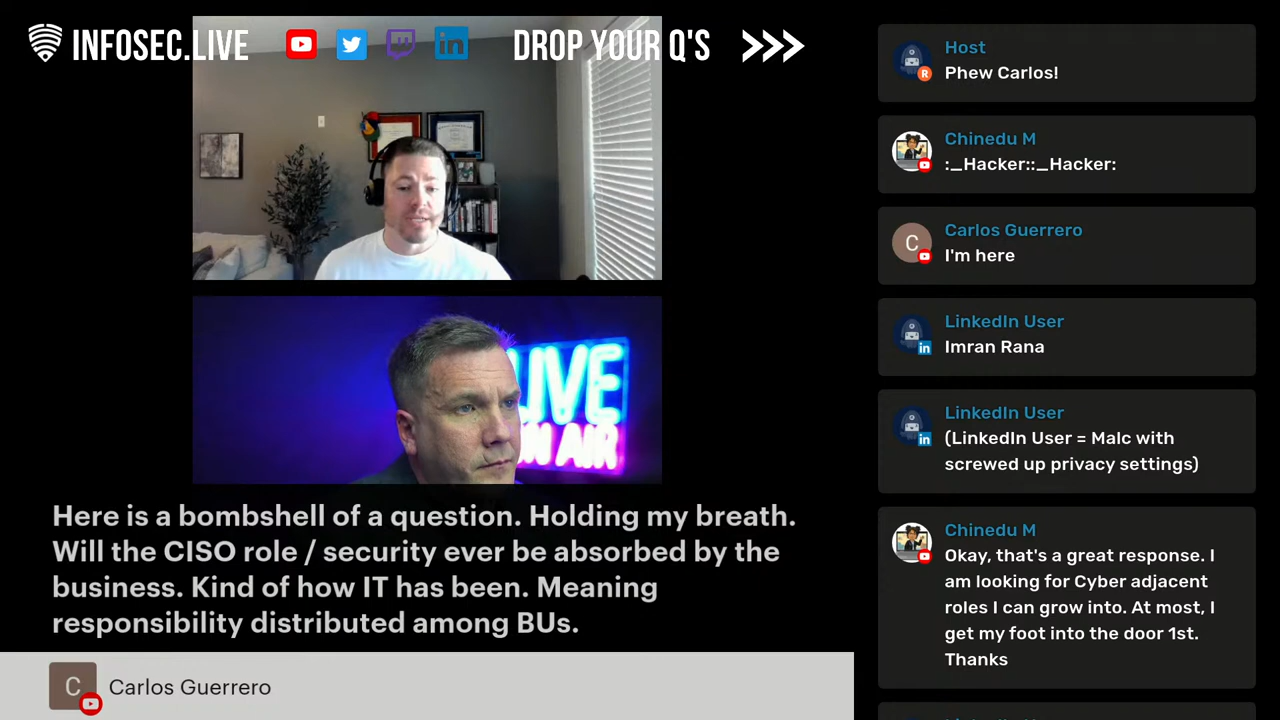 INFOSEC.LIVE
DROP YOUR Q'S >>>
LIVE
ON AIR
Here is a bombshell of a question. Holding my breath.
Will the CISO role / security ever be absorbed by the
business. Kind of how IT has been. Meaning
responsibility distributed among BUs.
C
Carlos Guerrero
Host
R
Phew Carlos!
Chinedu M
:_Hacker::_Hacker:
C
Carlos Guerrero
I'm here
LinkedIn User
in
Imran Rana
LinkedIn User
in
(LinkedIn User = Malc with
screwed up privacy settings)
Chinedu M
Okay, that's a great response. I
am looking for Cyber adjacent
roles I can grow into. At most, I
get my foot into the door 1st.
Thanks